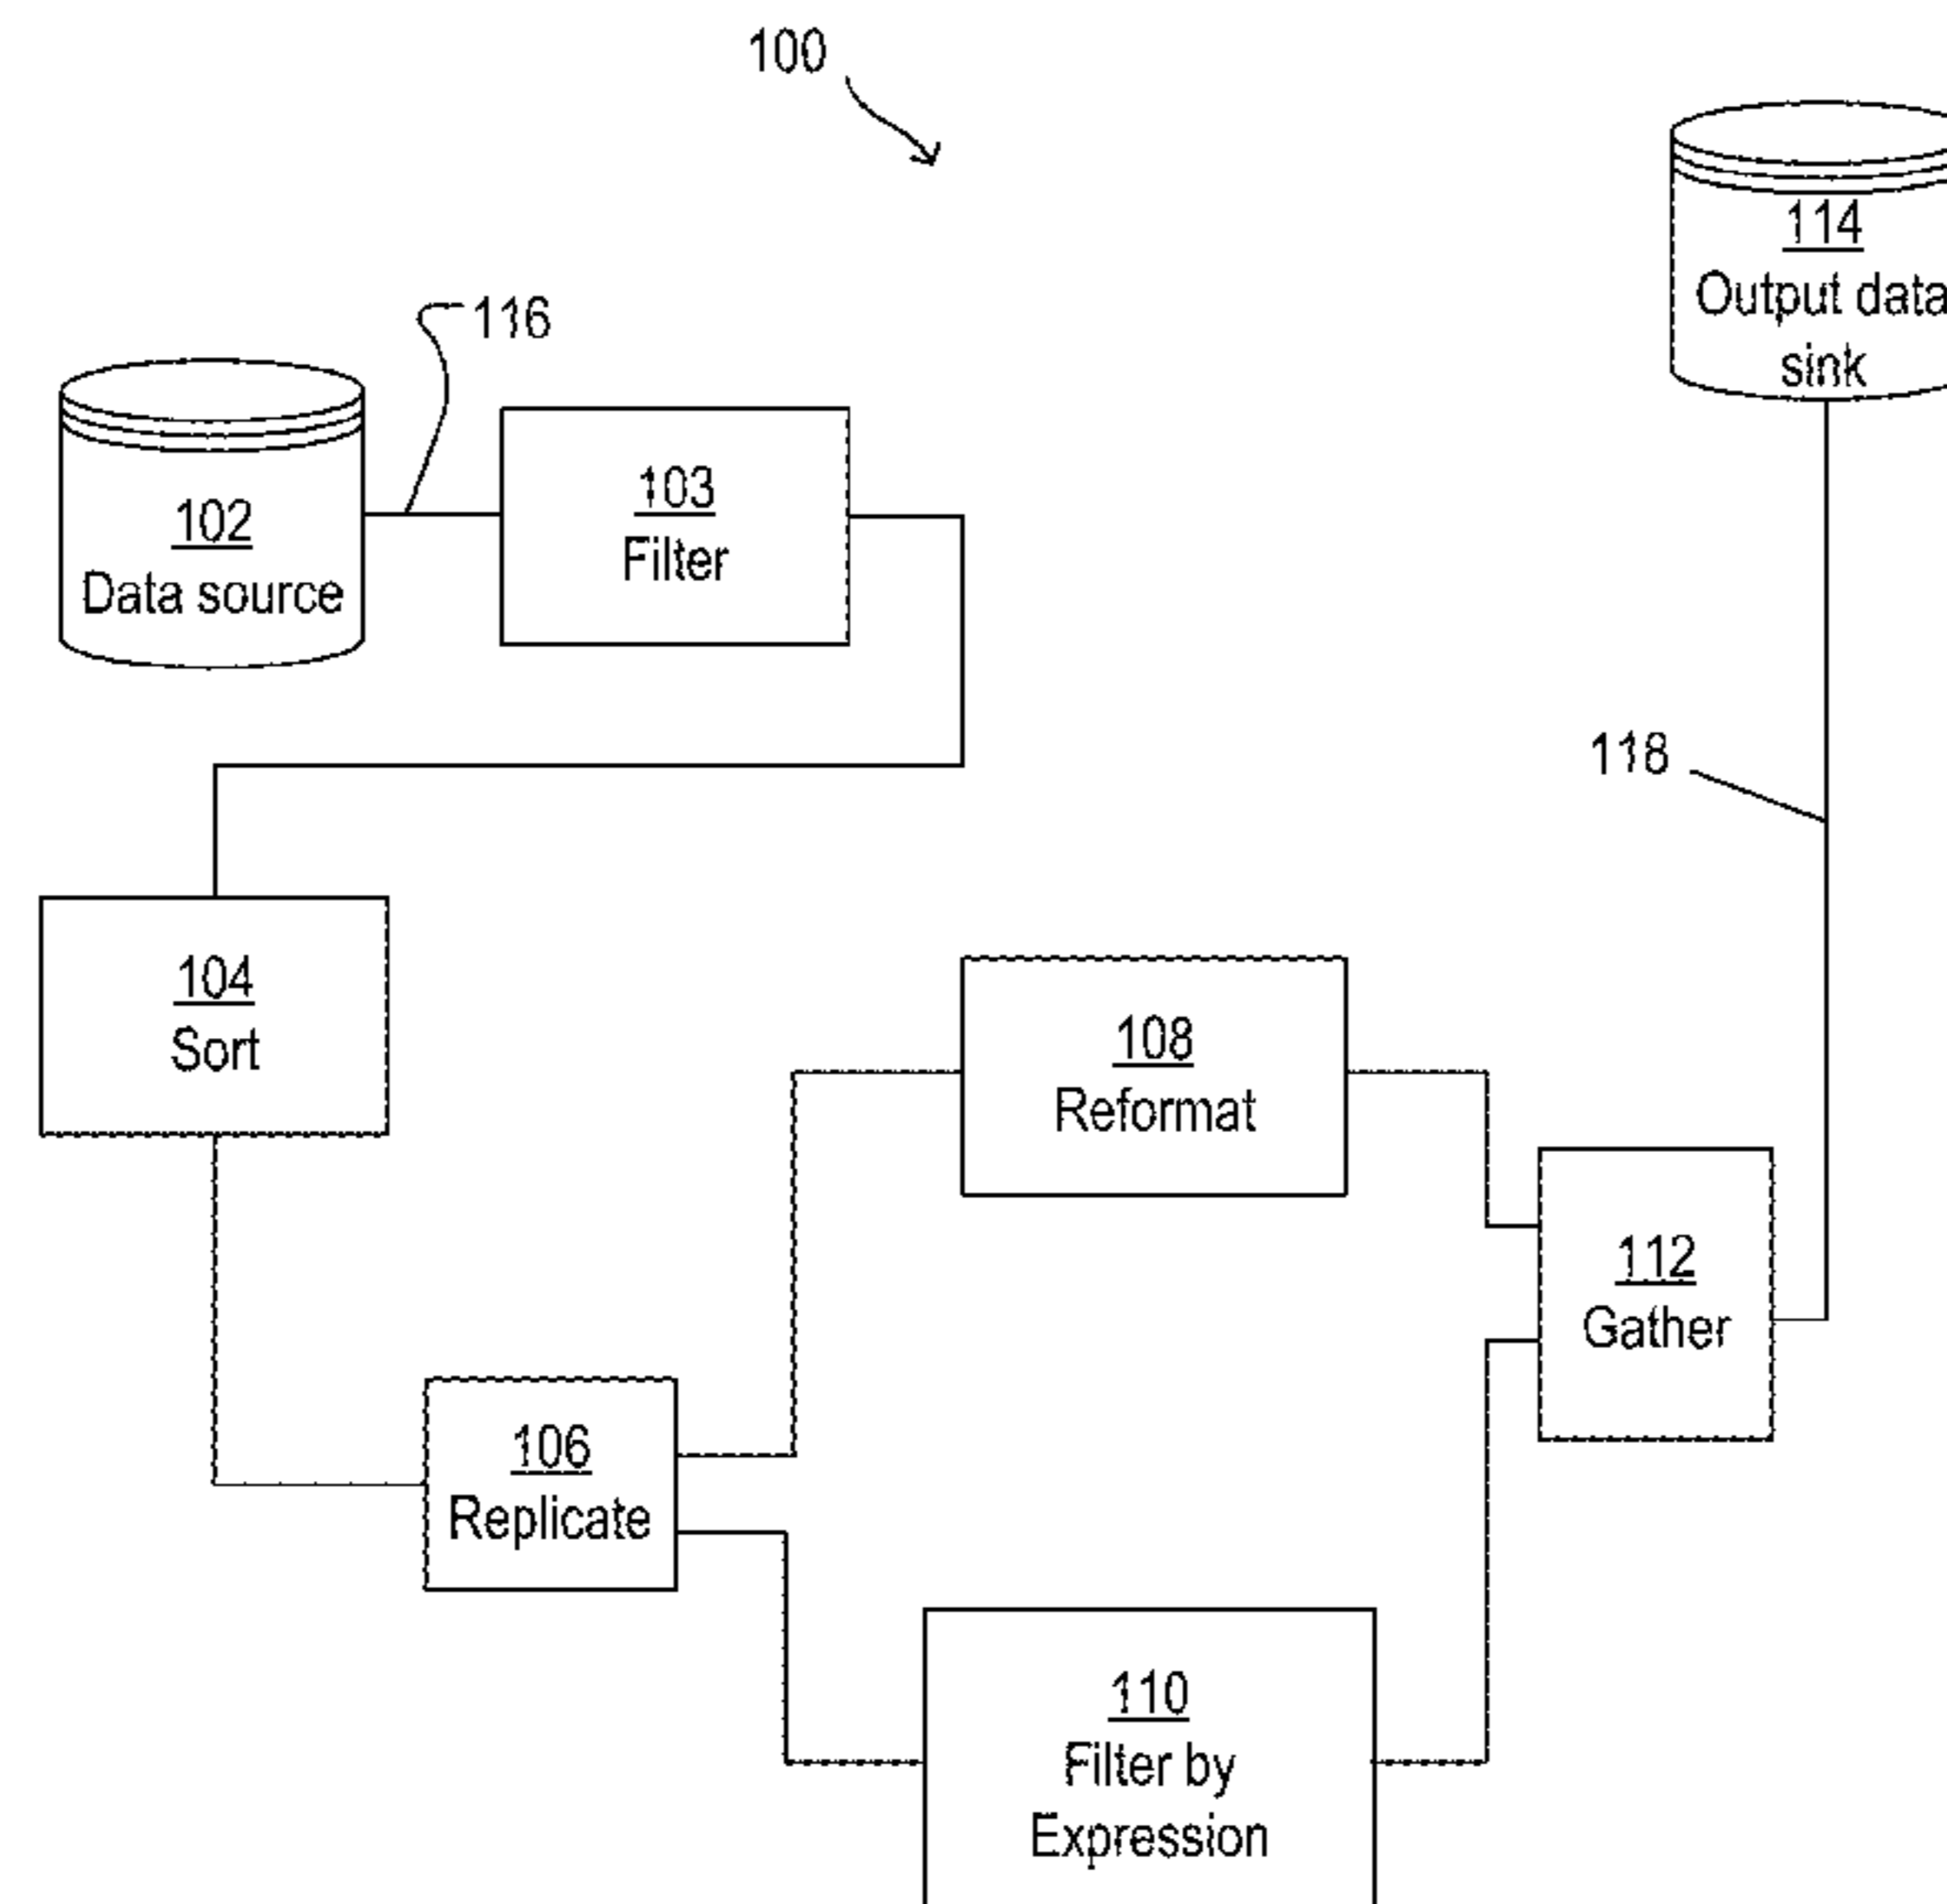 100
114
Output data
sink
116
102
Data source
103
Filter
118
104
Sort
108
Reformat
112
Gather
106
Replicate
110
Filter by
Expression